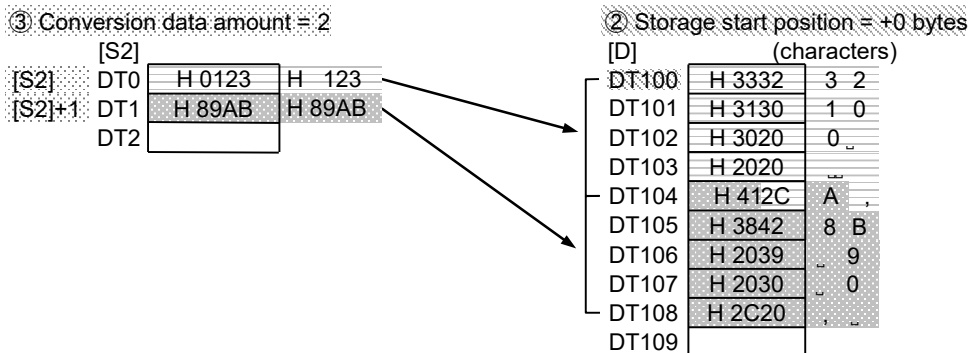 ③ Conversion data amount = 2 ② Storage start position = +0 bytes
[S2] [D] (characters)
[S2] DT0 H 0123 H 123 DT100 H 3332 3 2
[S2]+1 DT1 H 89AB H 89AB DT101 H 3130 1 0
DT2 DT102 H 3020 0 ␣
DT103 H 2020 ␣␣
DT104 H 412C A ,
DT105 H 3842 8 B
DT106 H 2039 ␣ 9
DT107 H 2030 ␣ 0
DT108 H 2C20 , ␣
DT109